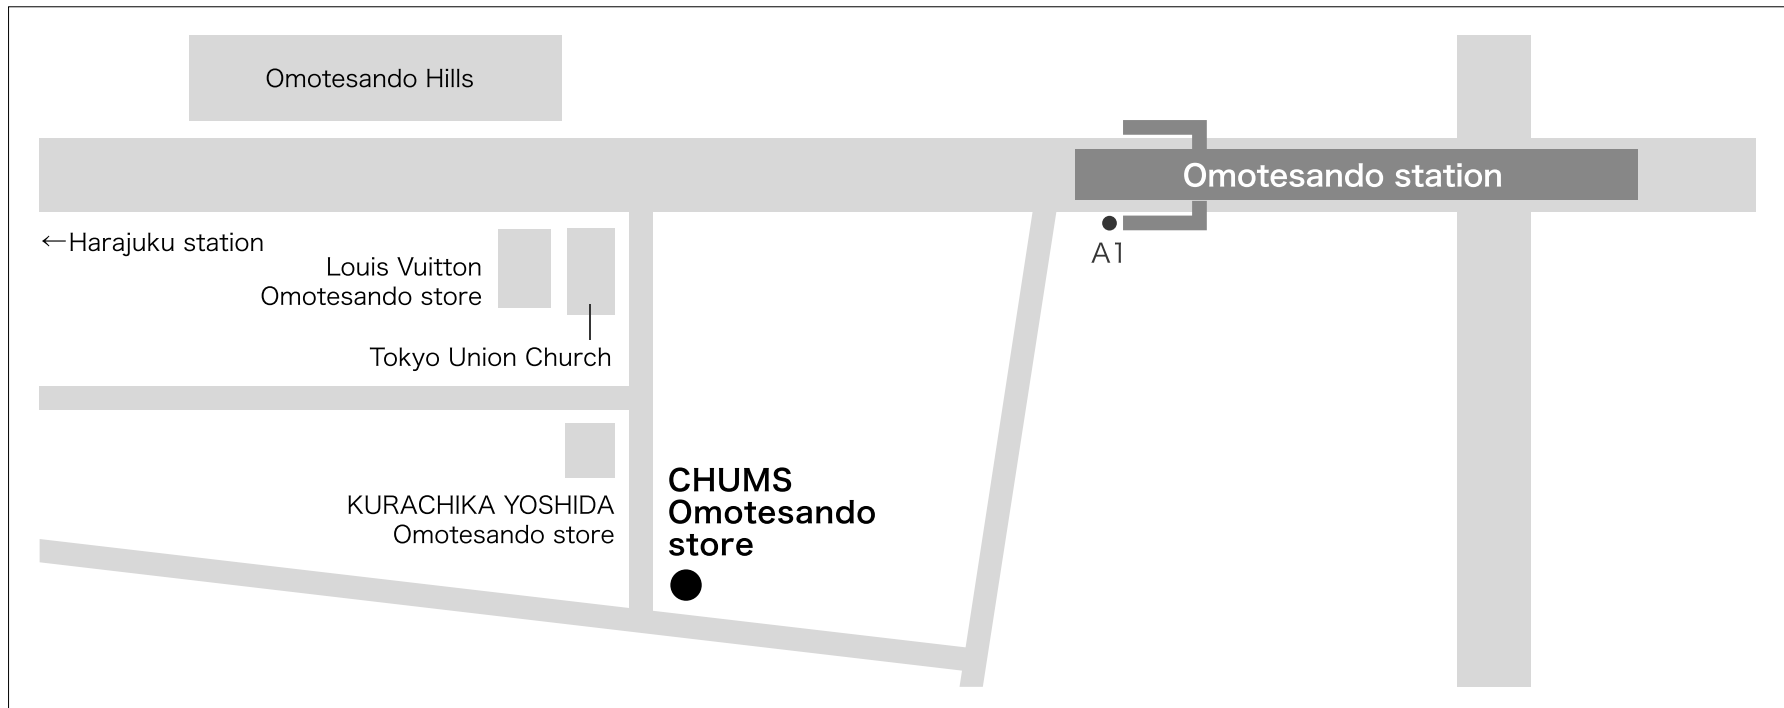 Omotesando Hills
Omotesando station
←Harajuku station
A1
Louis Vuitton
Omotesando store
Tokyo Union Church
CHUMS
Omotesando
store
KURACHIKA YOSHIDA
Omotesando store